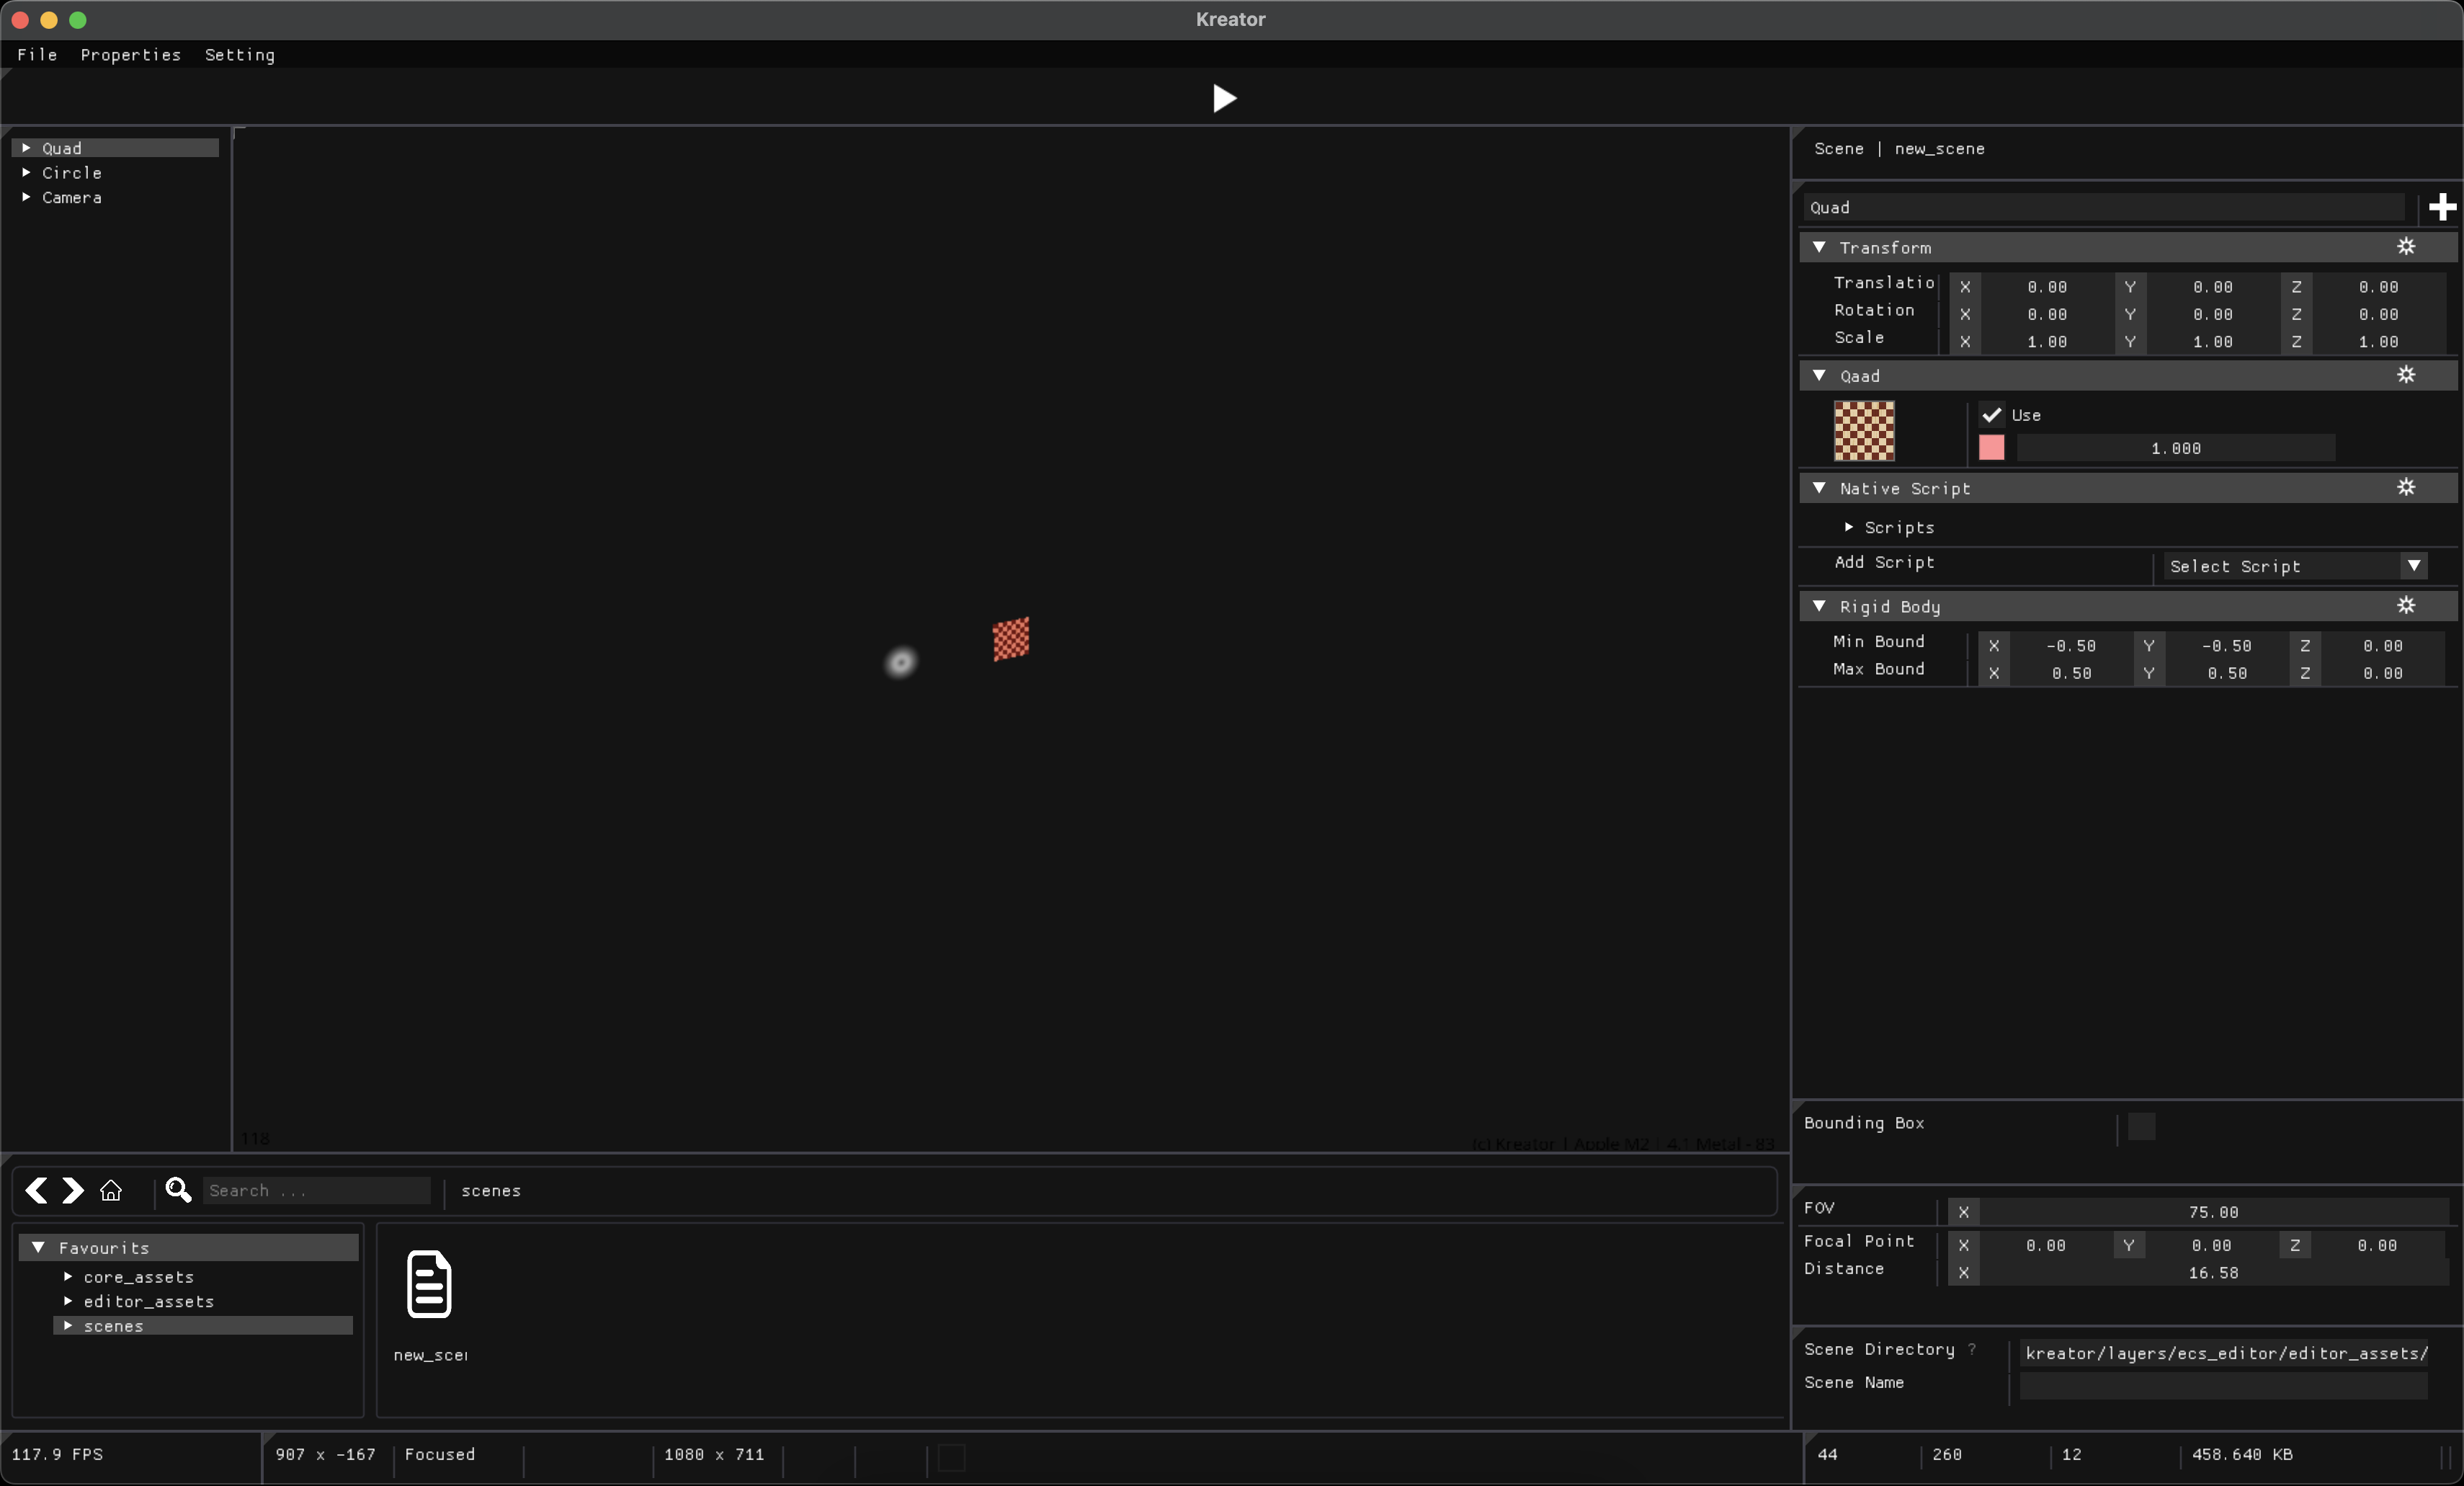 Kreator
File Properties Setting
Quad
Circle
Camera
118
(c) Kreator | Apple M2 | 4.1 Metal - 83
Scene | new_scene
Quad
Transform
Translatio X 0.00 Y 0.00 Z 0.00
Rotation X 0.00 Y 0.00 Z 0.00
Scale X 1.00 Y 1.00 Z 1.00
Qaad
Use
1.000
Native Script
Scripts
Add Script Select Script
Rigid Body
Min Bound X -0.50 Y -0.50 Z 0.00
Max Bound X 0.50 Y 0.50 Z 0.00
Bounding Box
FOV X 75.00
Focal Point X 0.00 Y 0.00 Z 0.00
Distance X 16.58
Scene Directory ? kreator/layers/ecs_editor/editor_assets/
Scene Name
Search ... scenes
Favourits
core_assets
editor_assets
scenes
new_scei
117.9 FPS 907 x -167 Focused 1080 x 711 44 260 12 458.640 KB